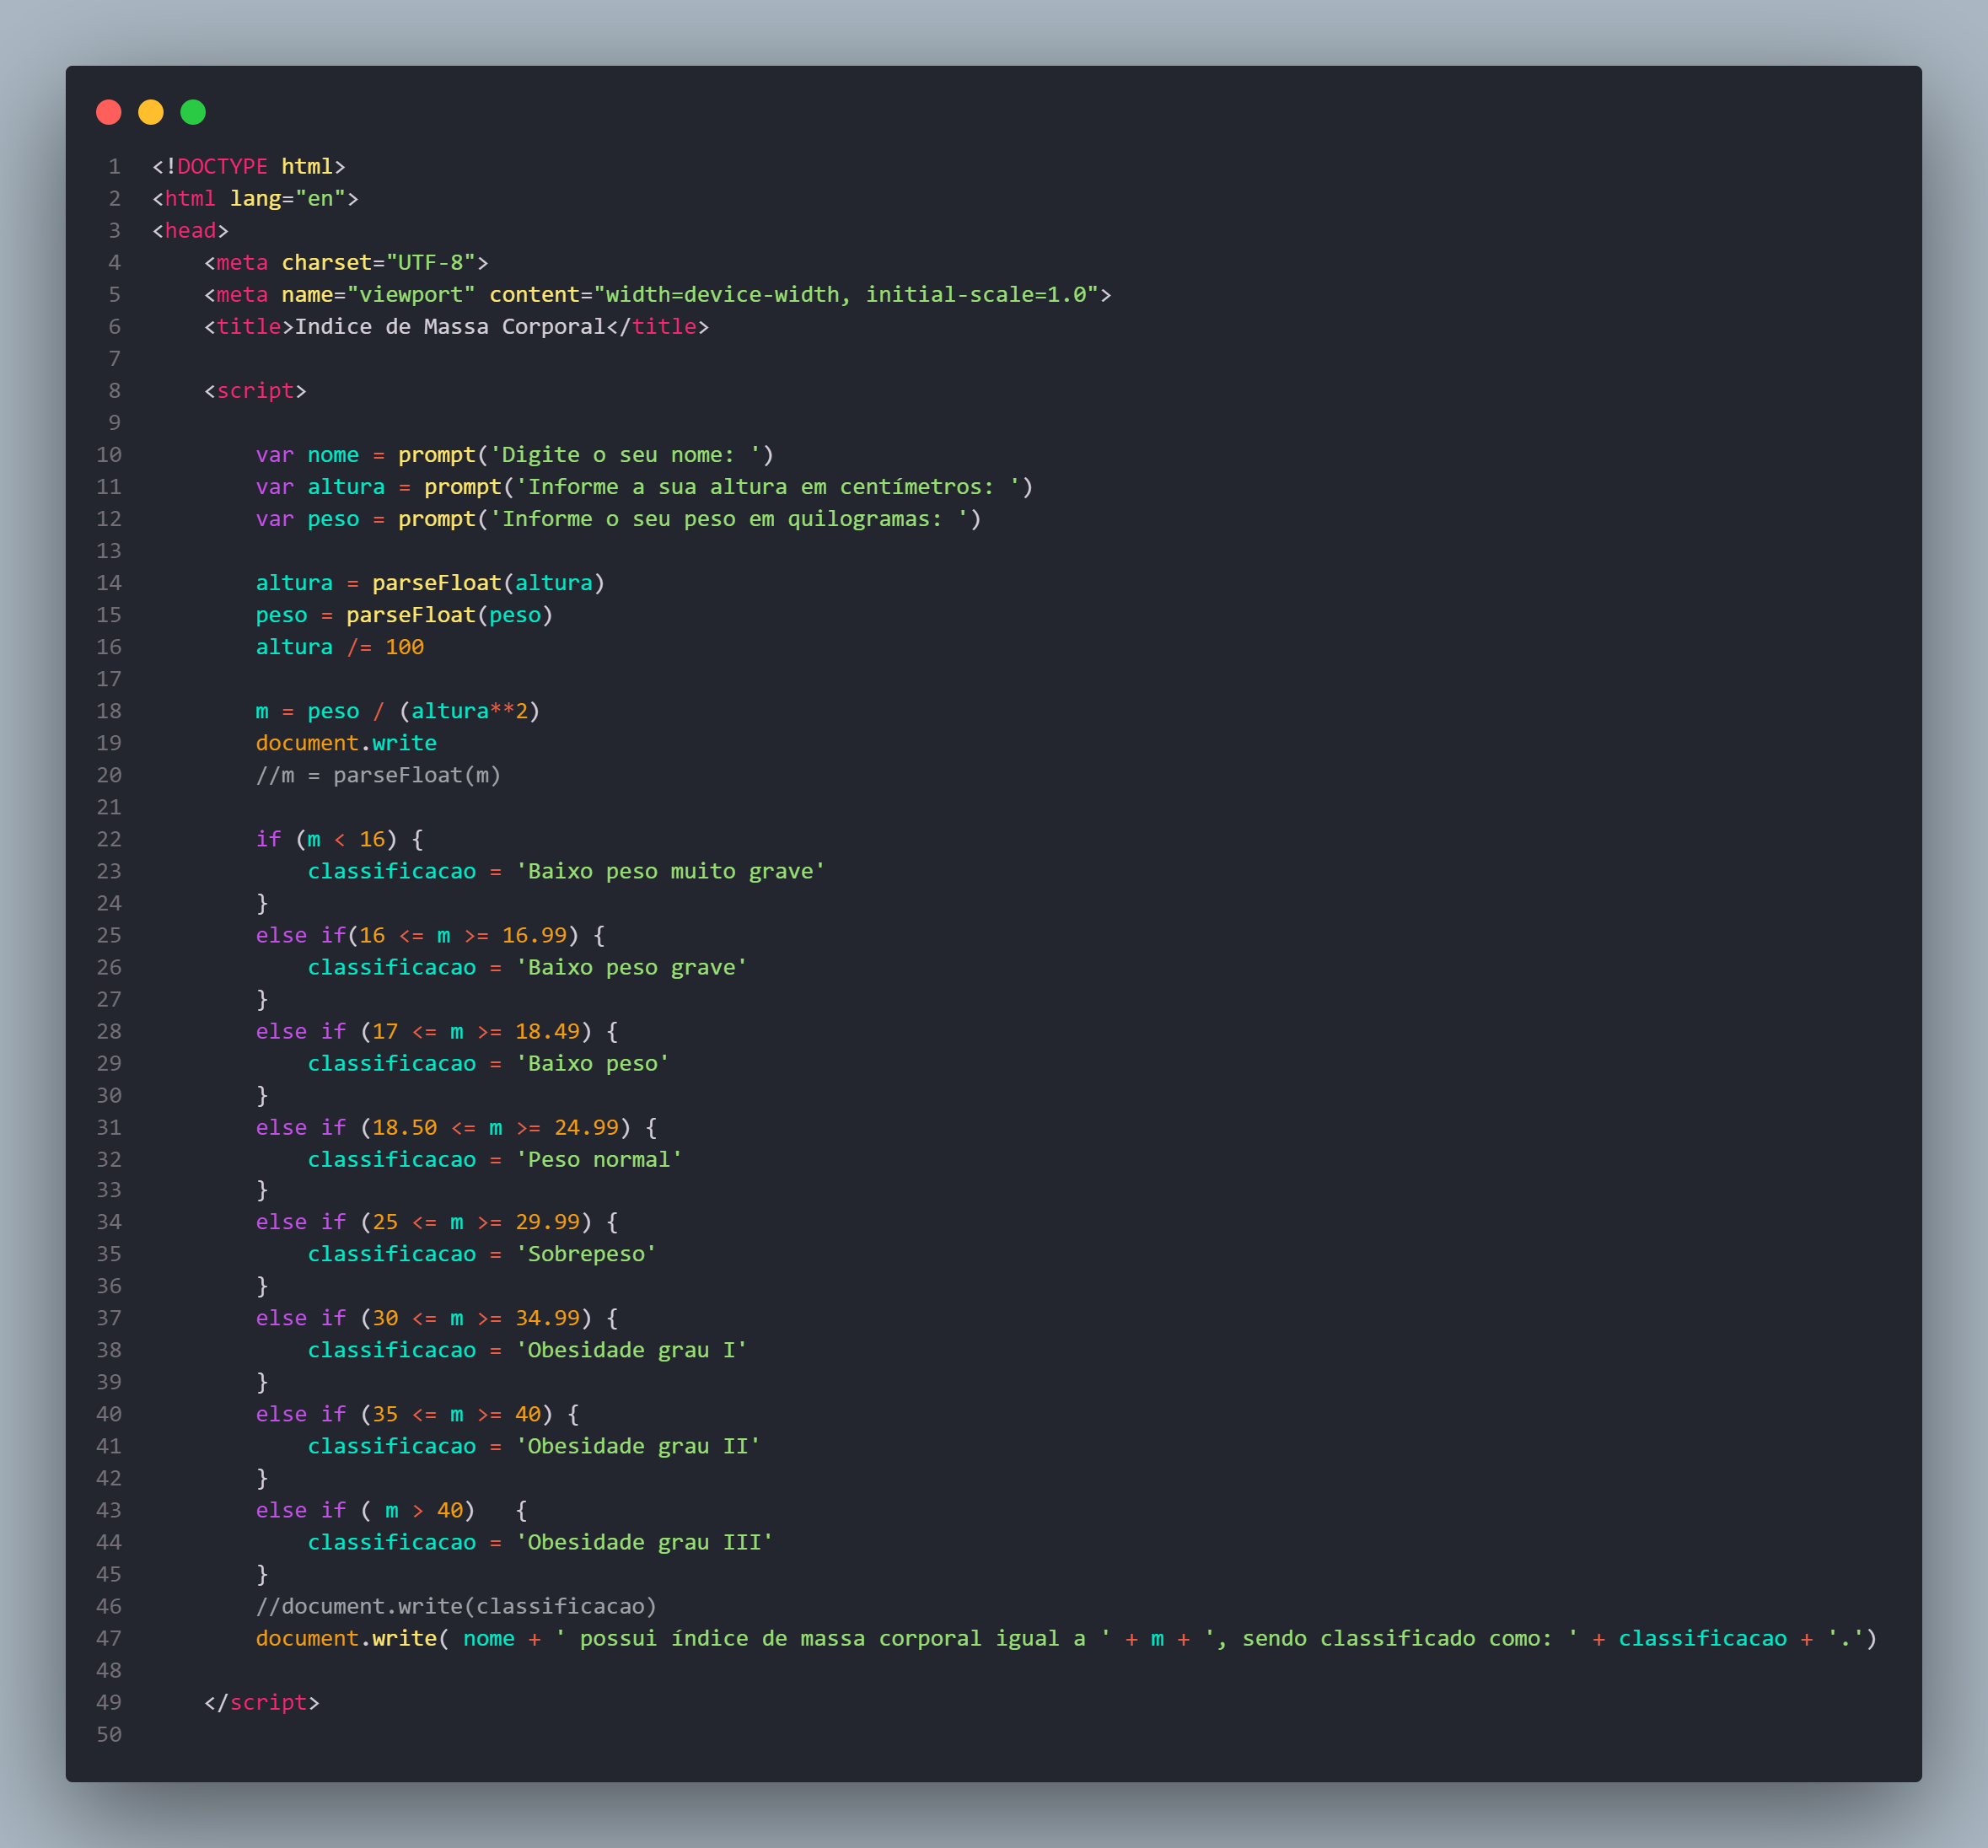 1 <!DOCTYPE html>
2 <html lang="en">
3 <head>
4     <meta charset="UTF-8">
5     <meta name="viewport" content="width=device-width, initial-scale=1.0">
6     <title>Indice de Massa Corporal</title>
7
8     <script>
9
10         var nome = prompt('Digite o seu nome: ')
11         var altura = prompt('Informe a sua altura em centímetros: ')
12         var peso = prompt('Informe o seu peso em quilogramas: ')
13
14         altura = parseFloat(altura)
15         peso = parseFloat(peso)
16         altura /= 100
17
18         m = peso / (altura**2)
19         document.write
20         //m = parseFloat(m)
21
22         if (m < 16) {
23             classificacao = 'Baixo peso muito grave'
24         }
25         else if(16 <= m >= 16.99) {
26             classificacao = 'Baixo peso grave'
27         }
28         else if (17 <= m >= 18.49) {
29             classificacao = 'Baixo peso'
30         }
31         else if (18.50 <= m >= 24.99) {
32             classificacao = 'Peso normal'
33         }
34         else if (25 <= m >= 29.99) {
35             classificacao = 'Sobrepeso'
36         }
37         else if (30 <= m >= 34.99) {
38             classificacao = 'Obesidade grau I'
39         }
40         else if (35 <= m >= 40) {
41             classificacao = 'Obesidade grau II'
42         }
43         else if ( m > 40)   {
44             classificacao = 'Obesidade grau III'
45         }
46         //document.write(classificacao)
47         document.write( nome + ' possui índice de massa corporal igual a ' + m + ', sendo classificado como: ' + classificacao + '.')
48
49     </script>
50